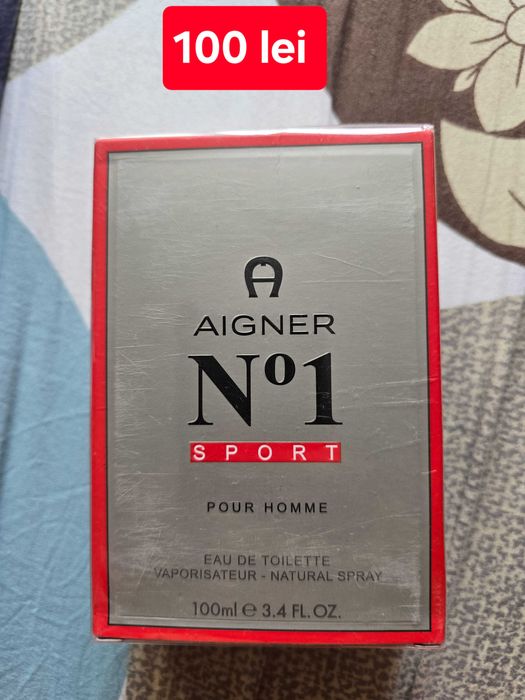 100 lei
AIGNER
Nº1
SPORT
POUR HOMME
EAU DE TOILETTE
VAPORISATEUR - NATURAL SPRAY
100ml ℮ 3.4 FL.OZ.